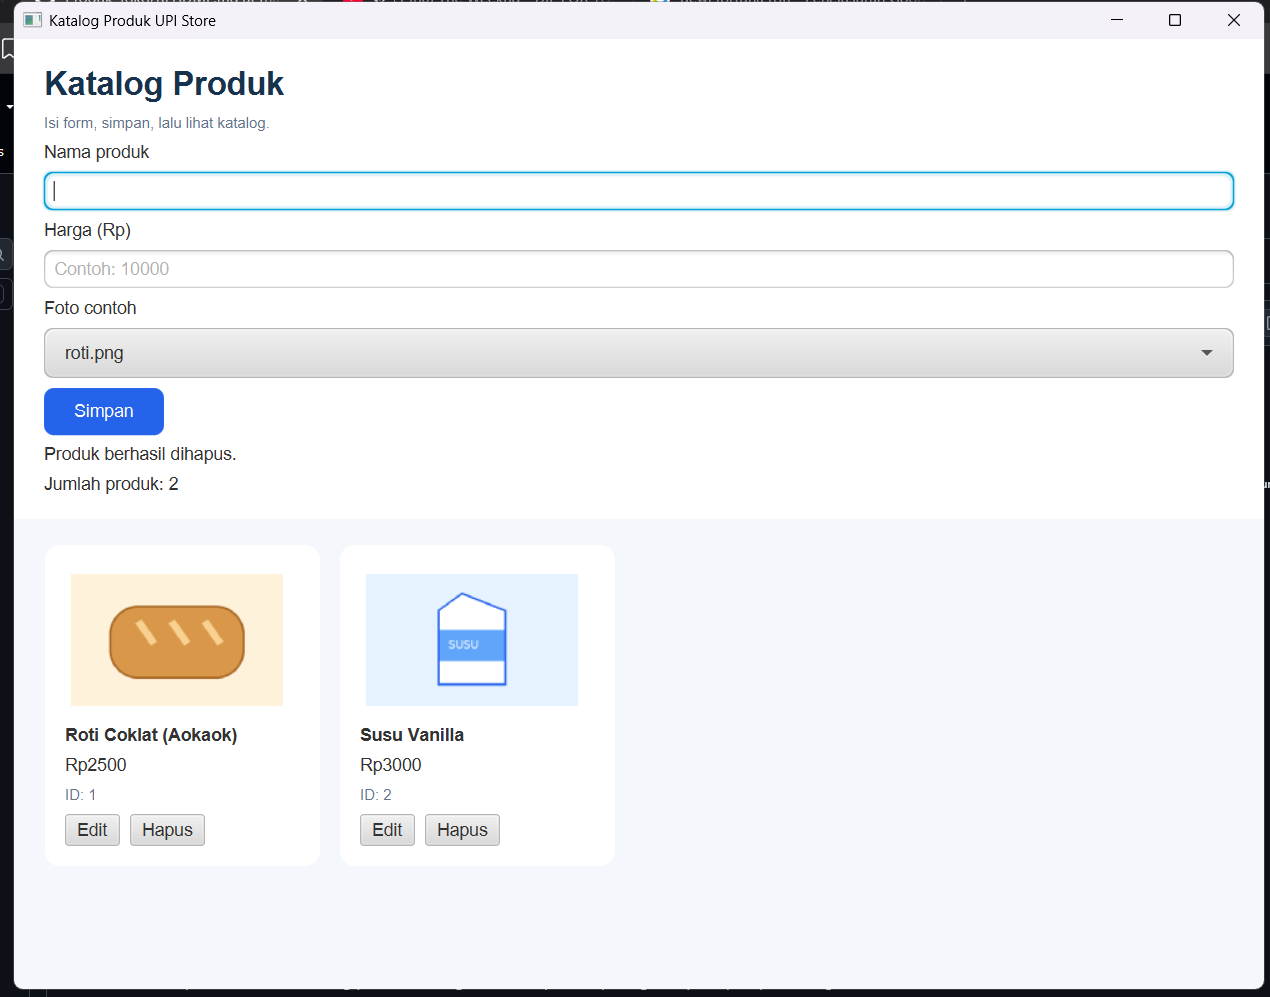 Katalog Produk UPI Store
Katalog Produk
Isi form, simpan, lalu lihat katalog.
Nama produk
Harga (Rp)
Contoh: 10000
Foto contoh
roti.png
Simpan
Produk berhasil dihapus.
Jumlah produk: 2
SUSU
Roti Coklat (Aokaok)
Rp2500
ID: 1
Edit Hapus
Susu Vanilla
Rp3000
ID: 2
Edit Hapus